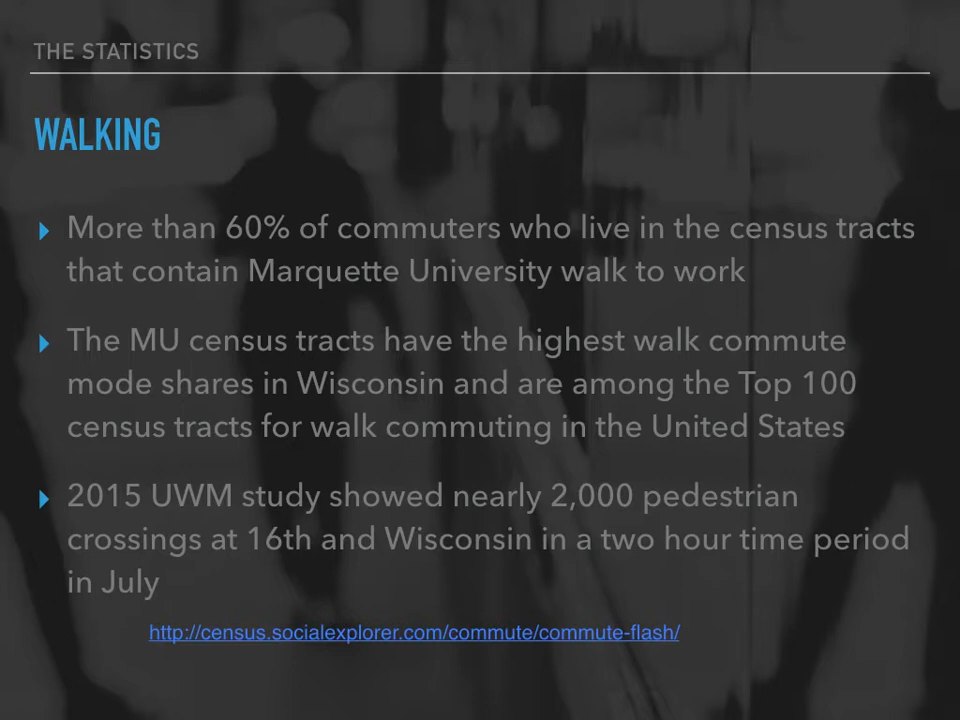 THE STATISTICS
WALKING
▸ More than 60% of commuters who live in the census tracts
that contain Marquette University walk to work
▸ The MU census tracts have the highest walk commute
mode shares in Wisconsin and are among the Top 100
census tracts for walk commuting in the United States
▸ 2015 UWM study showed nearly 2,000 pedestrian
crossings at 16th and Wisconsin in a two hour time period
in July
http://census.socialexplorer.com/commute/commute-flash/